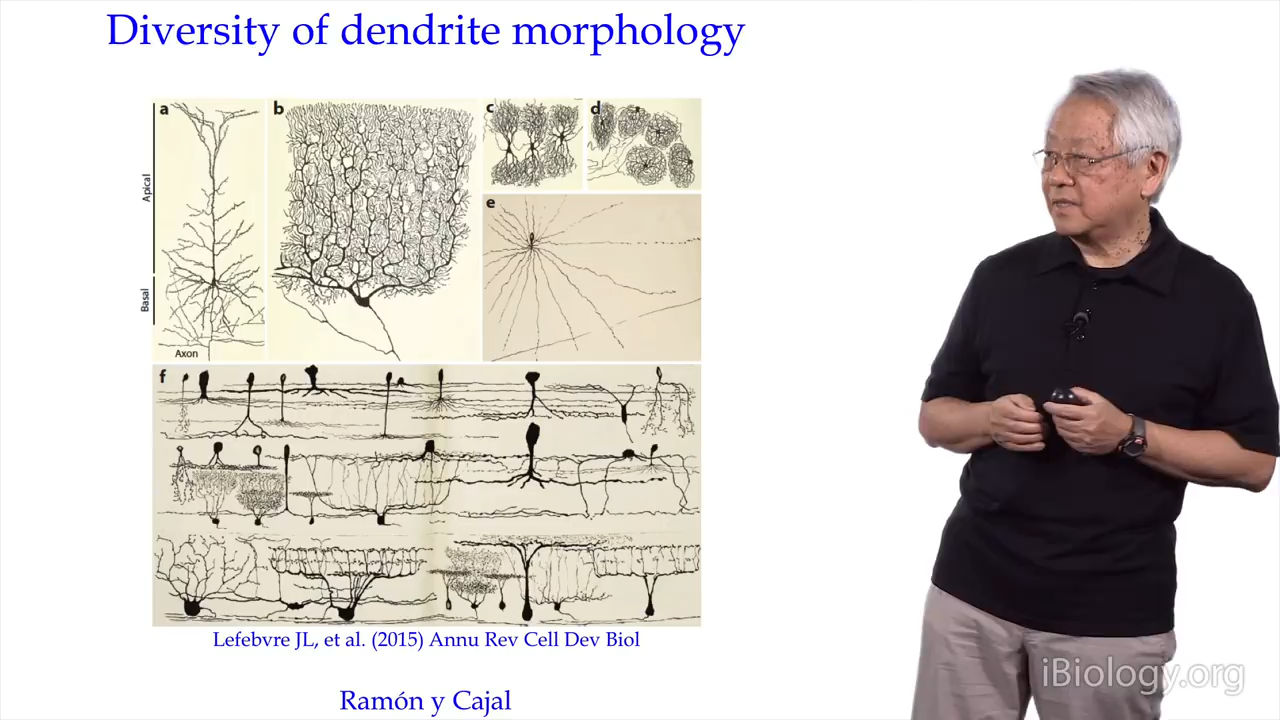 Diversity of dendrite morphology
a
b
c
d
Apical
e
Basal
Axon
f
Lefebvre JL, et al. (2015) Annu Rev Cell Dev Biol
Ramón y Cajal
iBiology.org